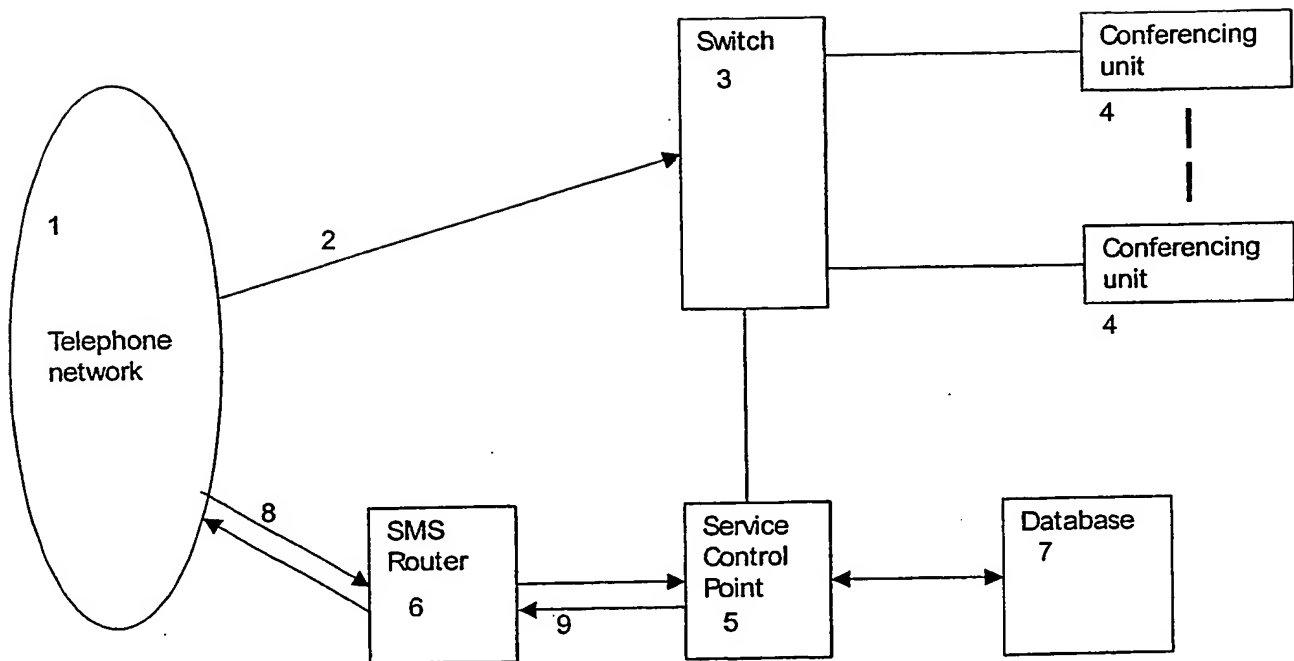 Switch
3
Conferencing
unit
4
Conferencing
unit
4
1
2
Telephone
network
8
SMS
Router
6
9
Service
Control
Point
5
Database
7